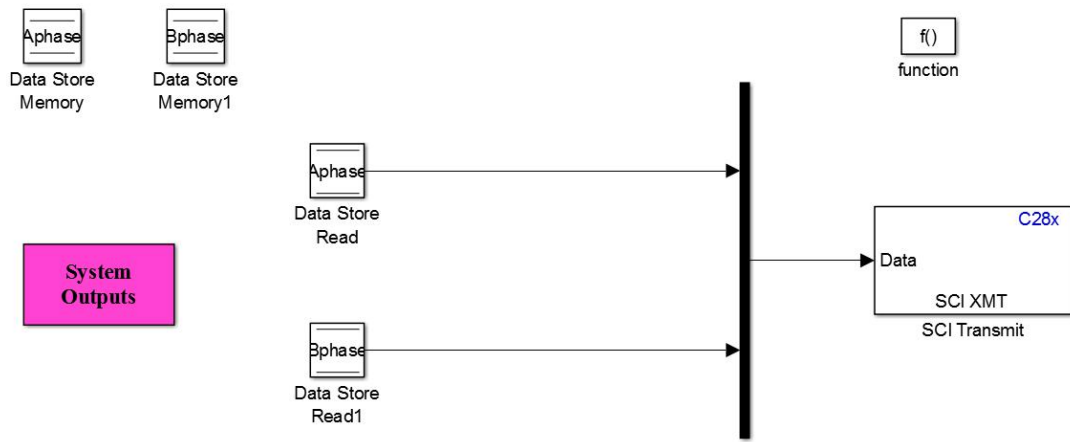 Aphase
Data Store
Memory
Bphase
Data Store
Memory1
f()
function
Aphase
Data Store
Read
System
Outputs
C28x
Data
SCI XMT
SCI Transmit
Bphase
Data Store
Read1